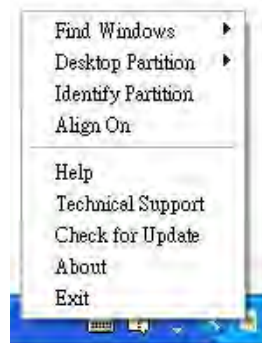 Find Windows
Desktop Partition
Identify Partition
Align On
Help
Technical Support
Check for Update
About
Exit